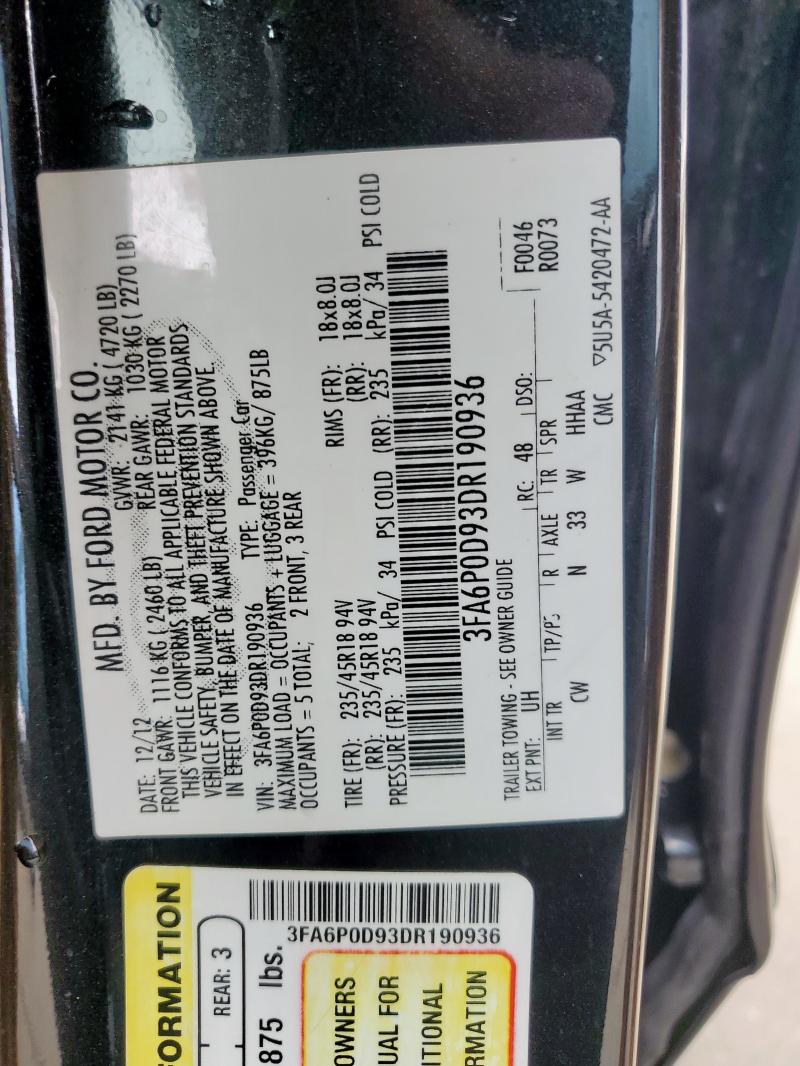 MFD. BY FORD MOTOR CO.
DATE: 12/12 GVWR: 2141 KG ( 4720 LB)
FRONT GAWR: 1116 KG ( 2460 LB) REAR GAWR: 1030 KG ( 2270 LB)
THIS VEHICLE CONFORMS TO ALL APPLICABLE FEDERAL MOTOR
VEHICLE SAFETY, BUMPER, AND THEFT PREVENTION STANDARDS
IN EFFECT ON THE DATE OF MANUFACTURE SHOWN ABOVE.
VIN: 3FA6P0D93DR190936 TYPE: Passenger Car
MAXIMUM LOAD = OCCUPANTS + LUGGAGE = 396KG/ 875LB
OCCUPANTS = 5 TOTAL; 2 FRONT, 3 REAR
TIRE (FR): 235/45R18 94V RIMS (FR): 18x8.0J
(RR): 235/45R18 94V (RR): 18x8.0J
PRESSURE (FR): 235 kPa/ 34 PSI COLD (RR): 235 kPa/ 34 PSI COLD
3FA6P0D93DR190936
TRAILER TOWING - SEE OWNER GUIDE F0046
EXT PNT: UH RC: 48 DSO: R0073
INT TR TP/PS R AXLE TR SPR
CW N 33 W HHAA
CMC ▽5U5A-5420472-AA
FORMATION
REAR: 3
875 lbs.
3FA6P0D93DR190936
OWNERS
UAL FOR
ITIONAL
RMATION